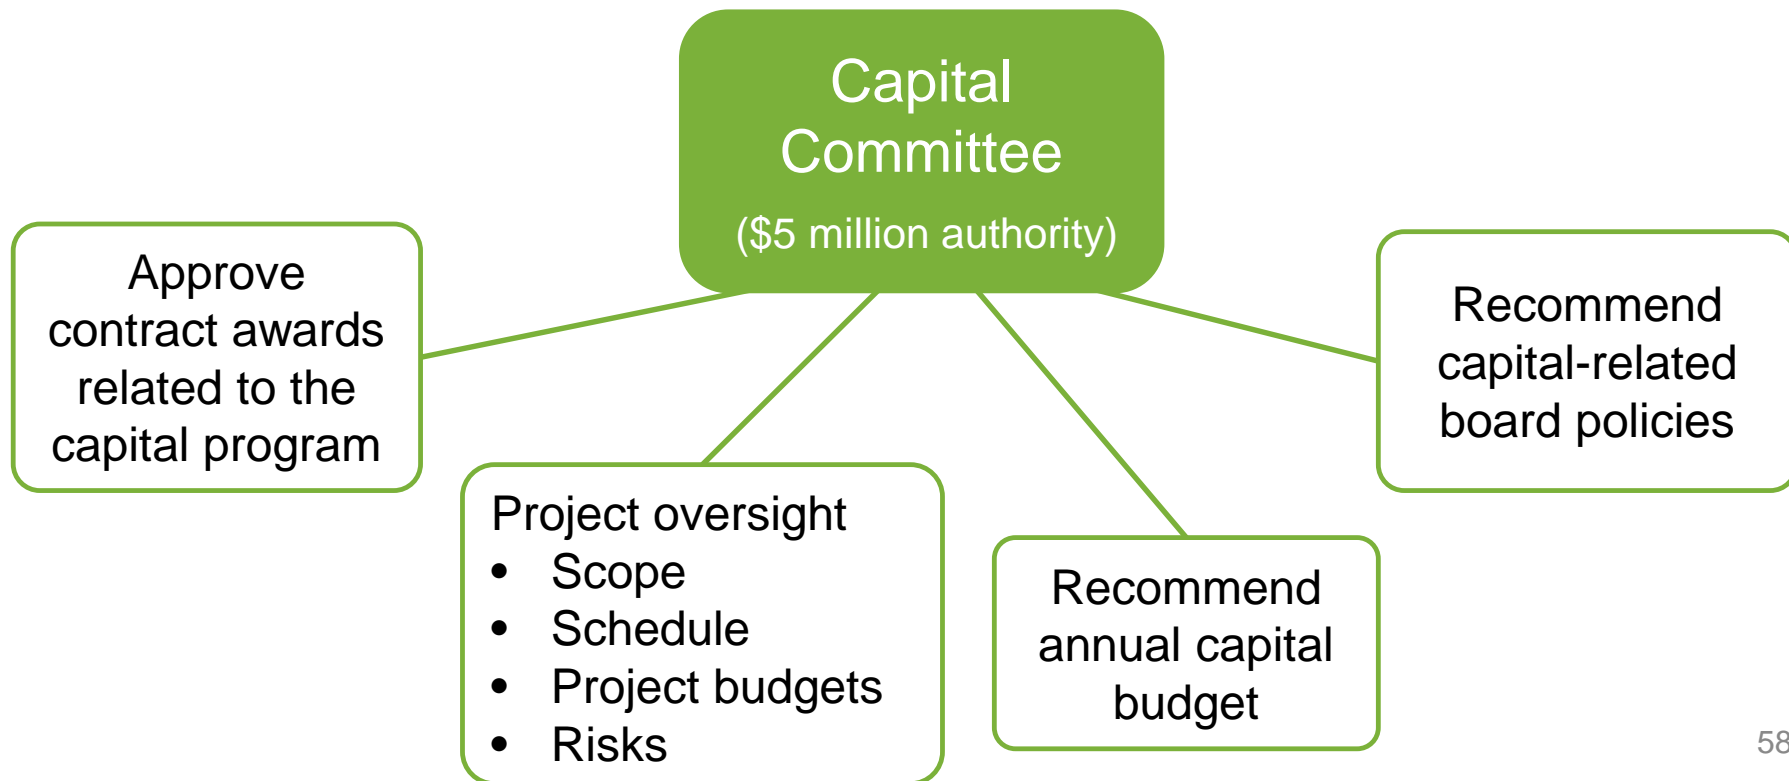 Capital
Committee
($5 million authority)
Approve
contract awards
related to the
capital program
Project oversight
• Scope
• Schedule
• Project budgets
• Risks
Recommend
annual capital
budget
Recommend
capital-related
board policies
58